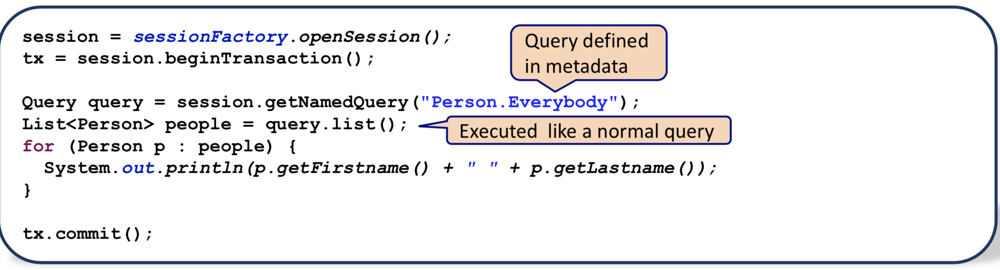 session = sessionFactory.openSession();
tx = session.beginTransaction();
Query defined
in metadata
Query query = session.getNamedQuery("Person.Everybody");
List<Person> people = query.list();
Executed like a normal query
for (Person p : people) {
System.out.println(p.getFirstname() + " " + p.getLastname());
}
tx.commit();